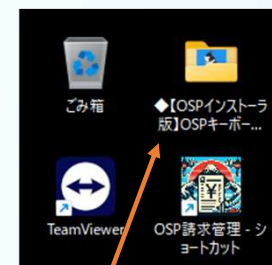 ごみ箱
◆【OSPインストーラ
版】OSPキーボー...
TeamViewer
OSP請求管理 - シ
ョートカット